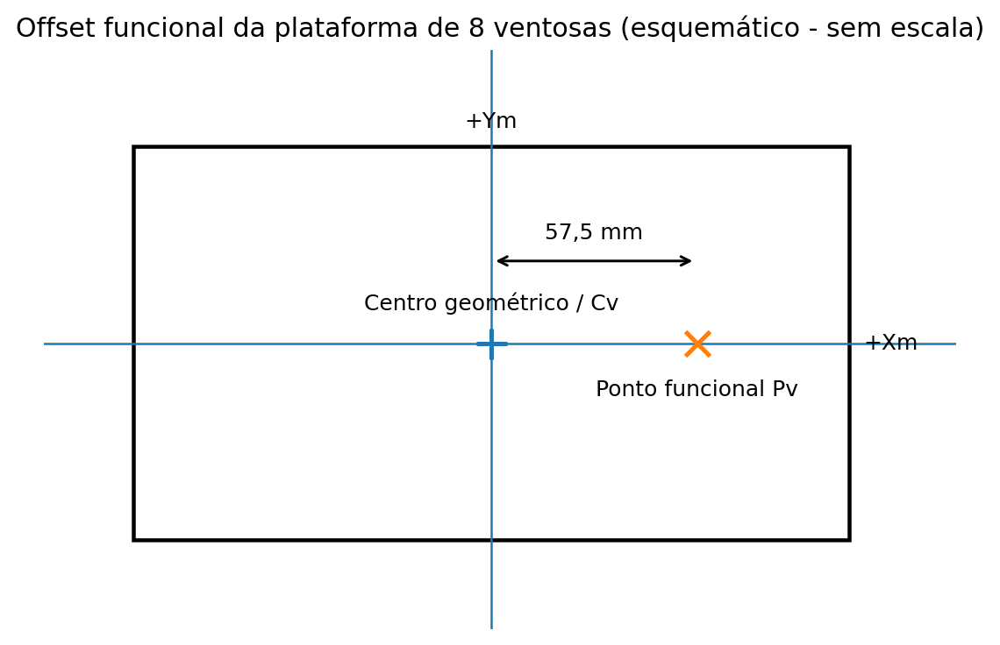 Offset funcional da plataforma de 8 ventosas (esquemático - sem escala)
+Ym
57,5 mm
Centro geométrico / Cv
+Xm
Ponto funcional Pv